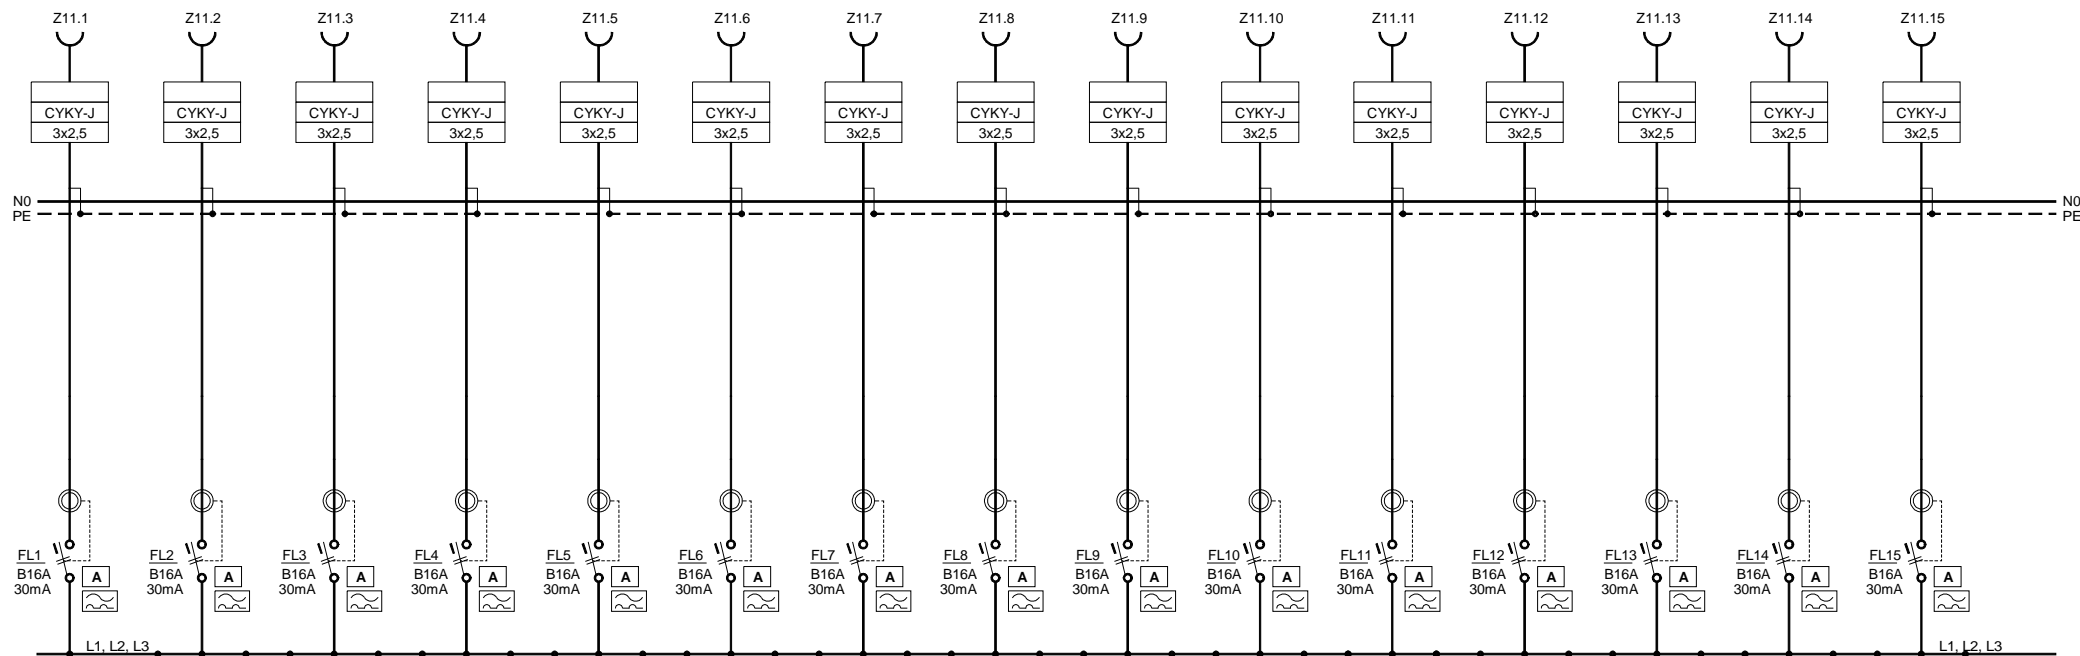 Z11.1 Z11.2 Z11.3 Z11.4 Z11.5 Z11.6 Z11.7 Z11.8 Z11.9 Z11.10 Z11.11 Z11.12 Z11.13 Z11.14 Z11.15
CYKY-J CYKY-J CYKY-J CYKY-J CYKY-J CYKY-J CYKY-J CYKY-J CYKY-J CYKY-J CYKY-J CYKY-J CYKY-J CYKY-J CYKY-J
3x2,5 3x2,5 3x2,5 3x2,5 3x2,5 3x2,5 3x2,5 3x2,5 3x2,5 3x2,5 3x2,5 3x2,5 3x2,5 3x2,5 3x2,5
N0 N0
PE PE
FL1 FL2 FL3 FL4 FL5 FL6 FL7 FL8 FL9 FL10 FL11 FL12 FL13 FL14 FL15
B16A A B16A A B16A A B16A A B16A A B16A A B16A A B16A A B16A A B16A A B16A A B16A A B16A A B16A A B16A A
30mA 30mA 30mA 30mA 30mA 30mA 30mA 30mA 30mA 30mA 30mA 30mA 30mA 30mA 30mA
L1, L2, L3 L1, L2, L3